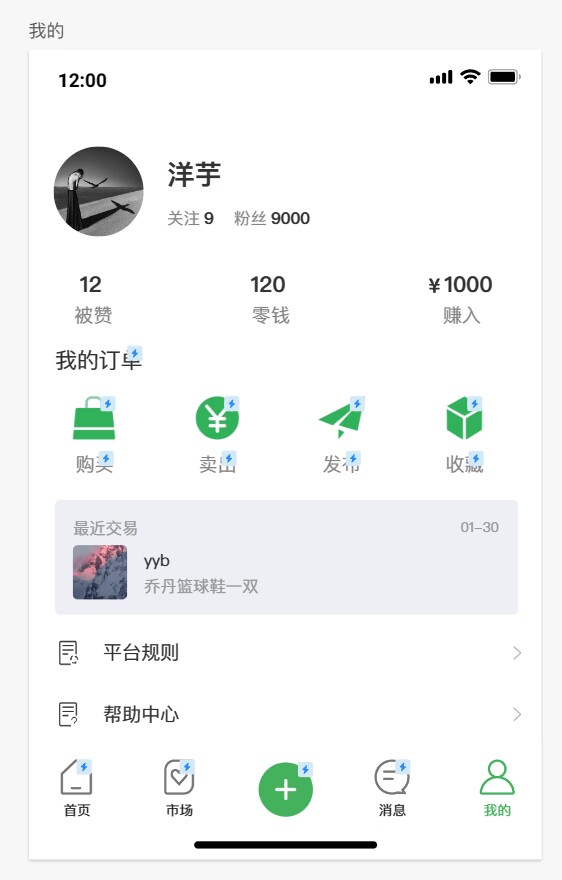 我的
12:00
洋芋
关注 9 粉丝 9000
12 120 ¥1000
被赞 零钱 赚入
我的订单
购买 卖出 发布 收藏
最近交易 01-30
yyb
乔丹篮球鞋一双
平台规则
帮助中心
首页 市场 消息 我的